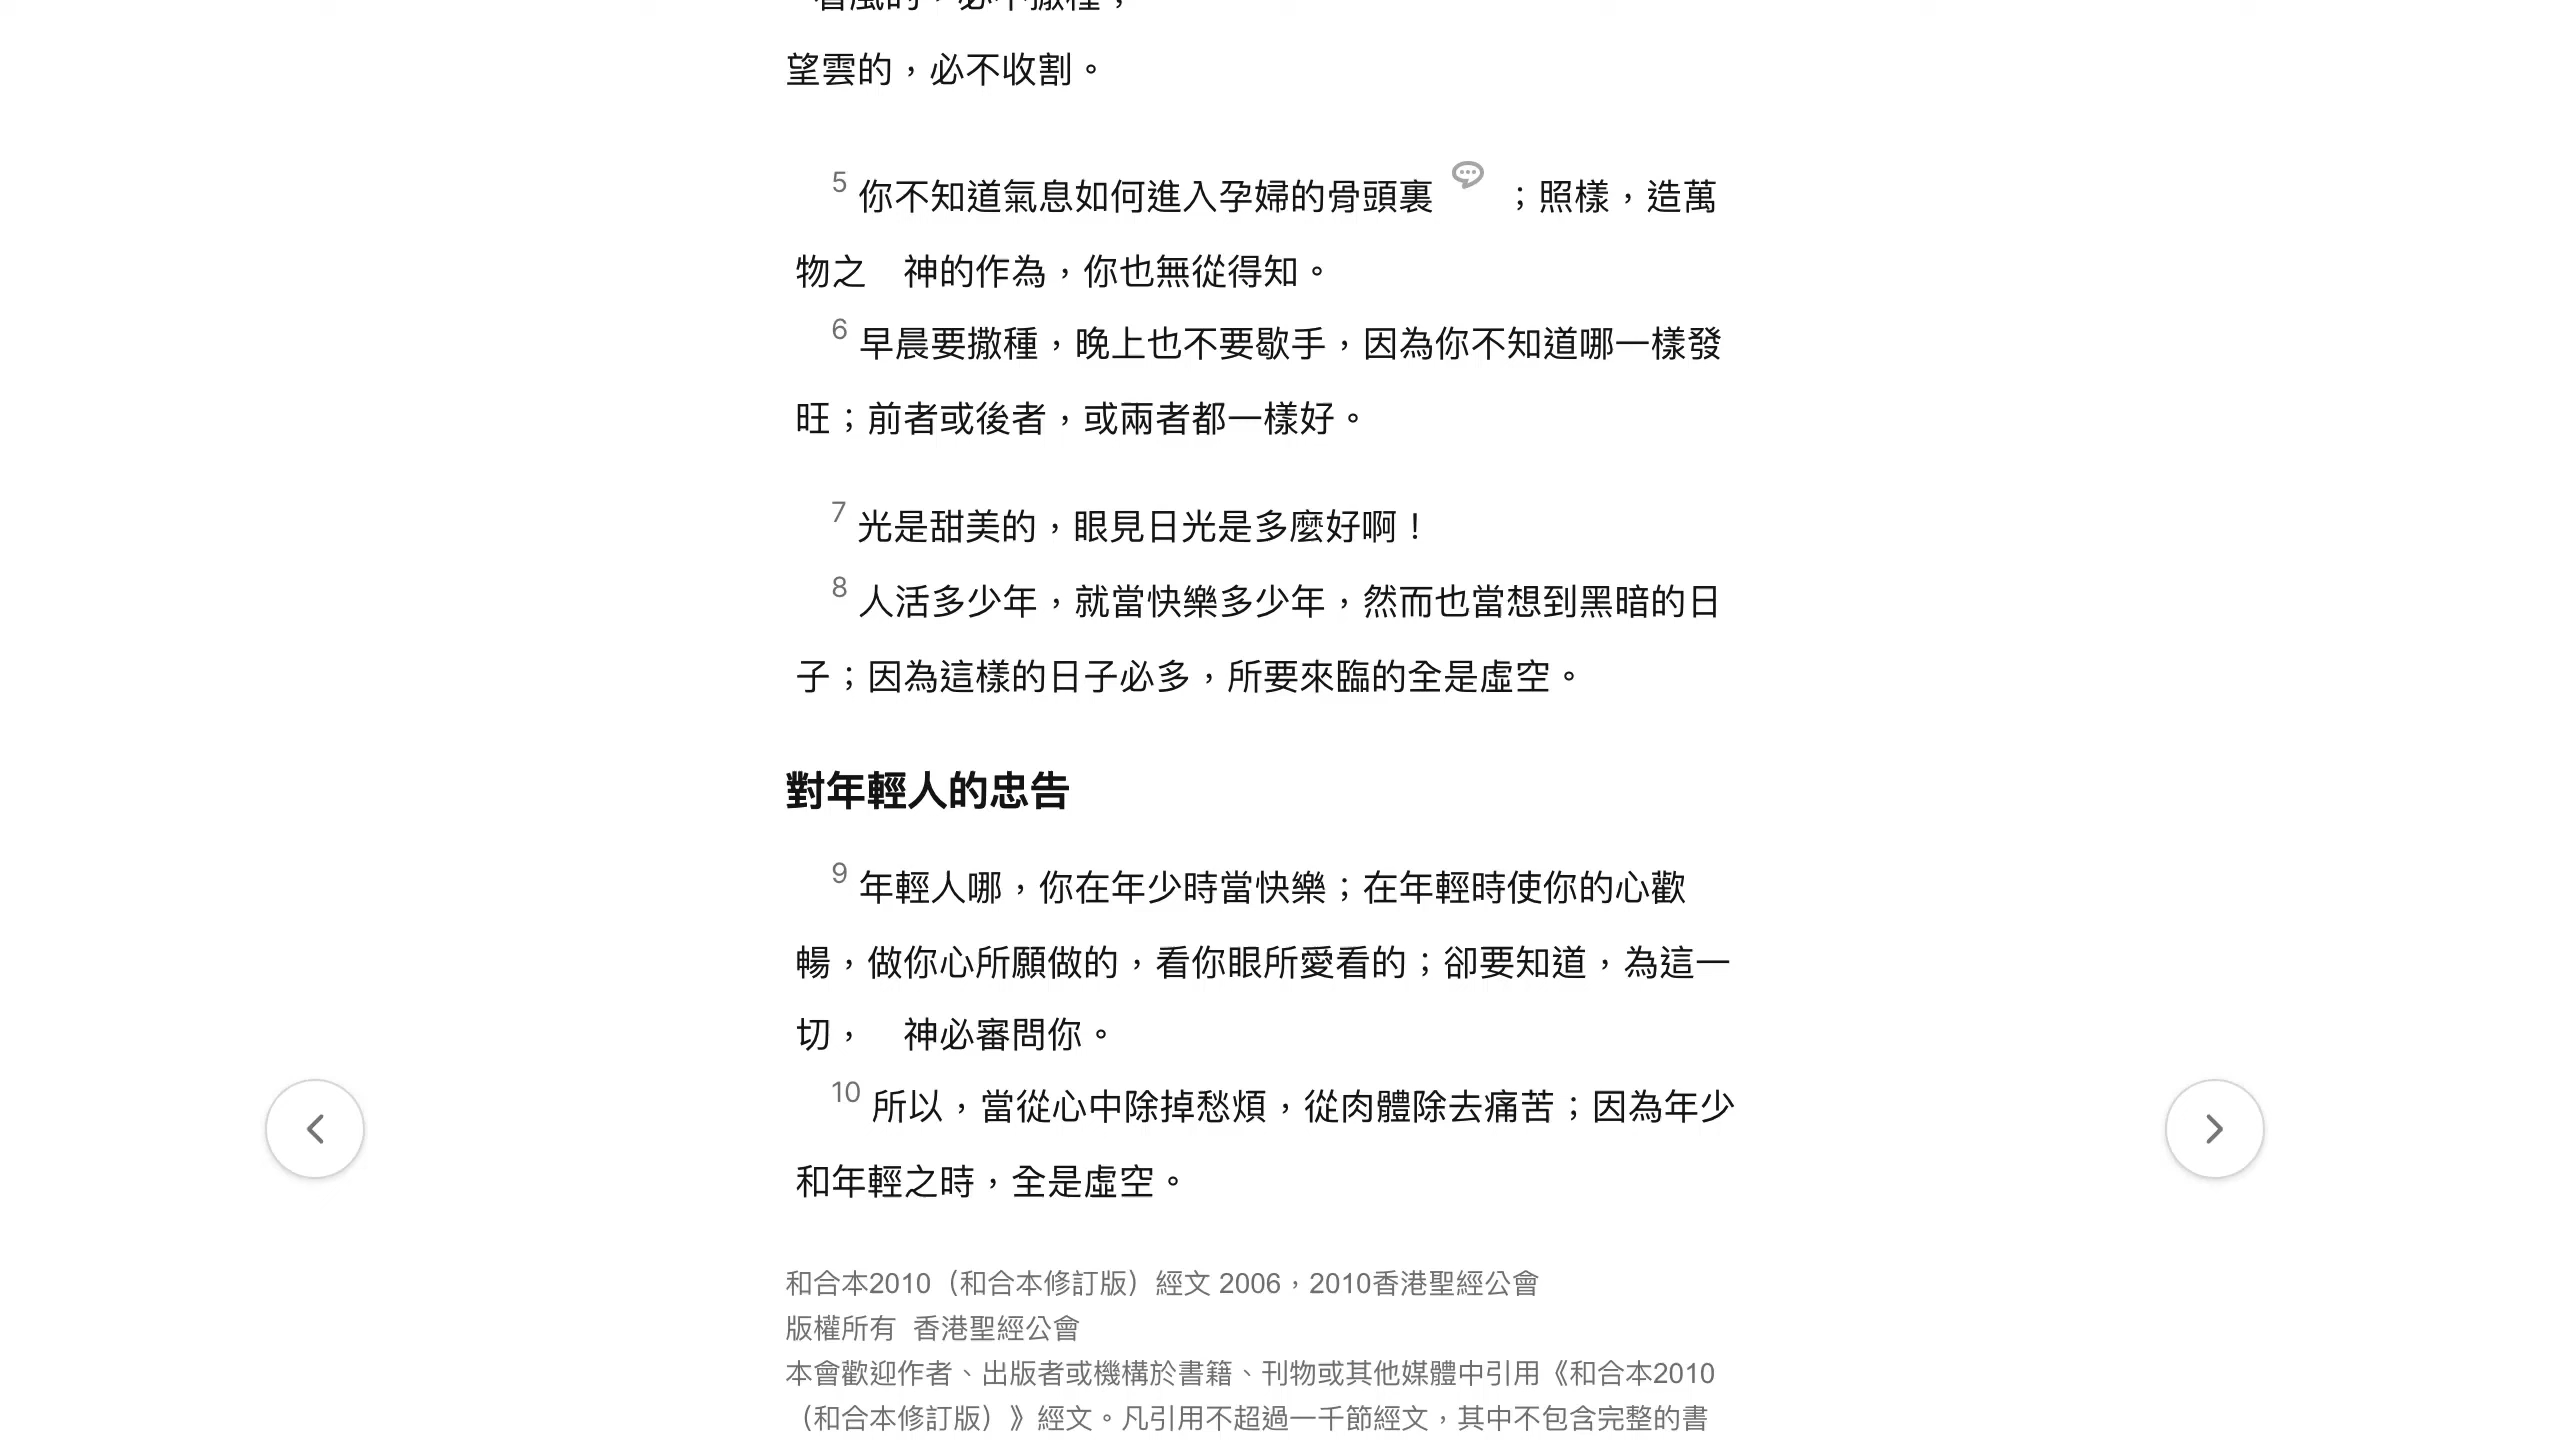 看風的，必不撒種；
望雲的，必不收割。
5 你不知道氣息如何進入孕婦的骨頭裏 ；照樣，造萬
物之　神的作為，你也無從得知。
6 早晨要撒種，晚上也不要歇手，因為你不知道哪一樣發
旺；前者或後者，或兩者都一樣好。
7 光是甜美的，眼見日光是多麼好啊！
8 人活多少年，就當快樂多少年，然而也當想到黑暗的日
子；因為這樣的日子必多，所要來臨的全是虛空。
對年輕人的忠告
9 年輕人哪，你在年少時當快樂；在年輕時使你的心歡
暢，做你心所願做的，看你眼所愛看的；卻要知道，為這一
切，　神必審問你。
10 所以，當從心中除掉愁煩，從肉體除去痛苦；因為年少
和年輕之時，全是虛空。
和合本2010（和合本修訂版）經文 2006，2010香港聖經公會
版權所有 香港聖經公會
本會歡迎作者、出版者或機構於書籍、刊物或其他媒體中引用《和合本2010
（和合本修訂版）》經文。凡引用不超過一千節經文，其中不包含完整的書